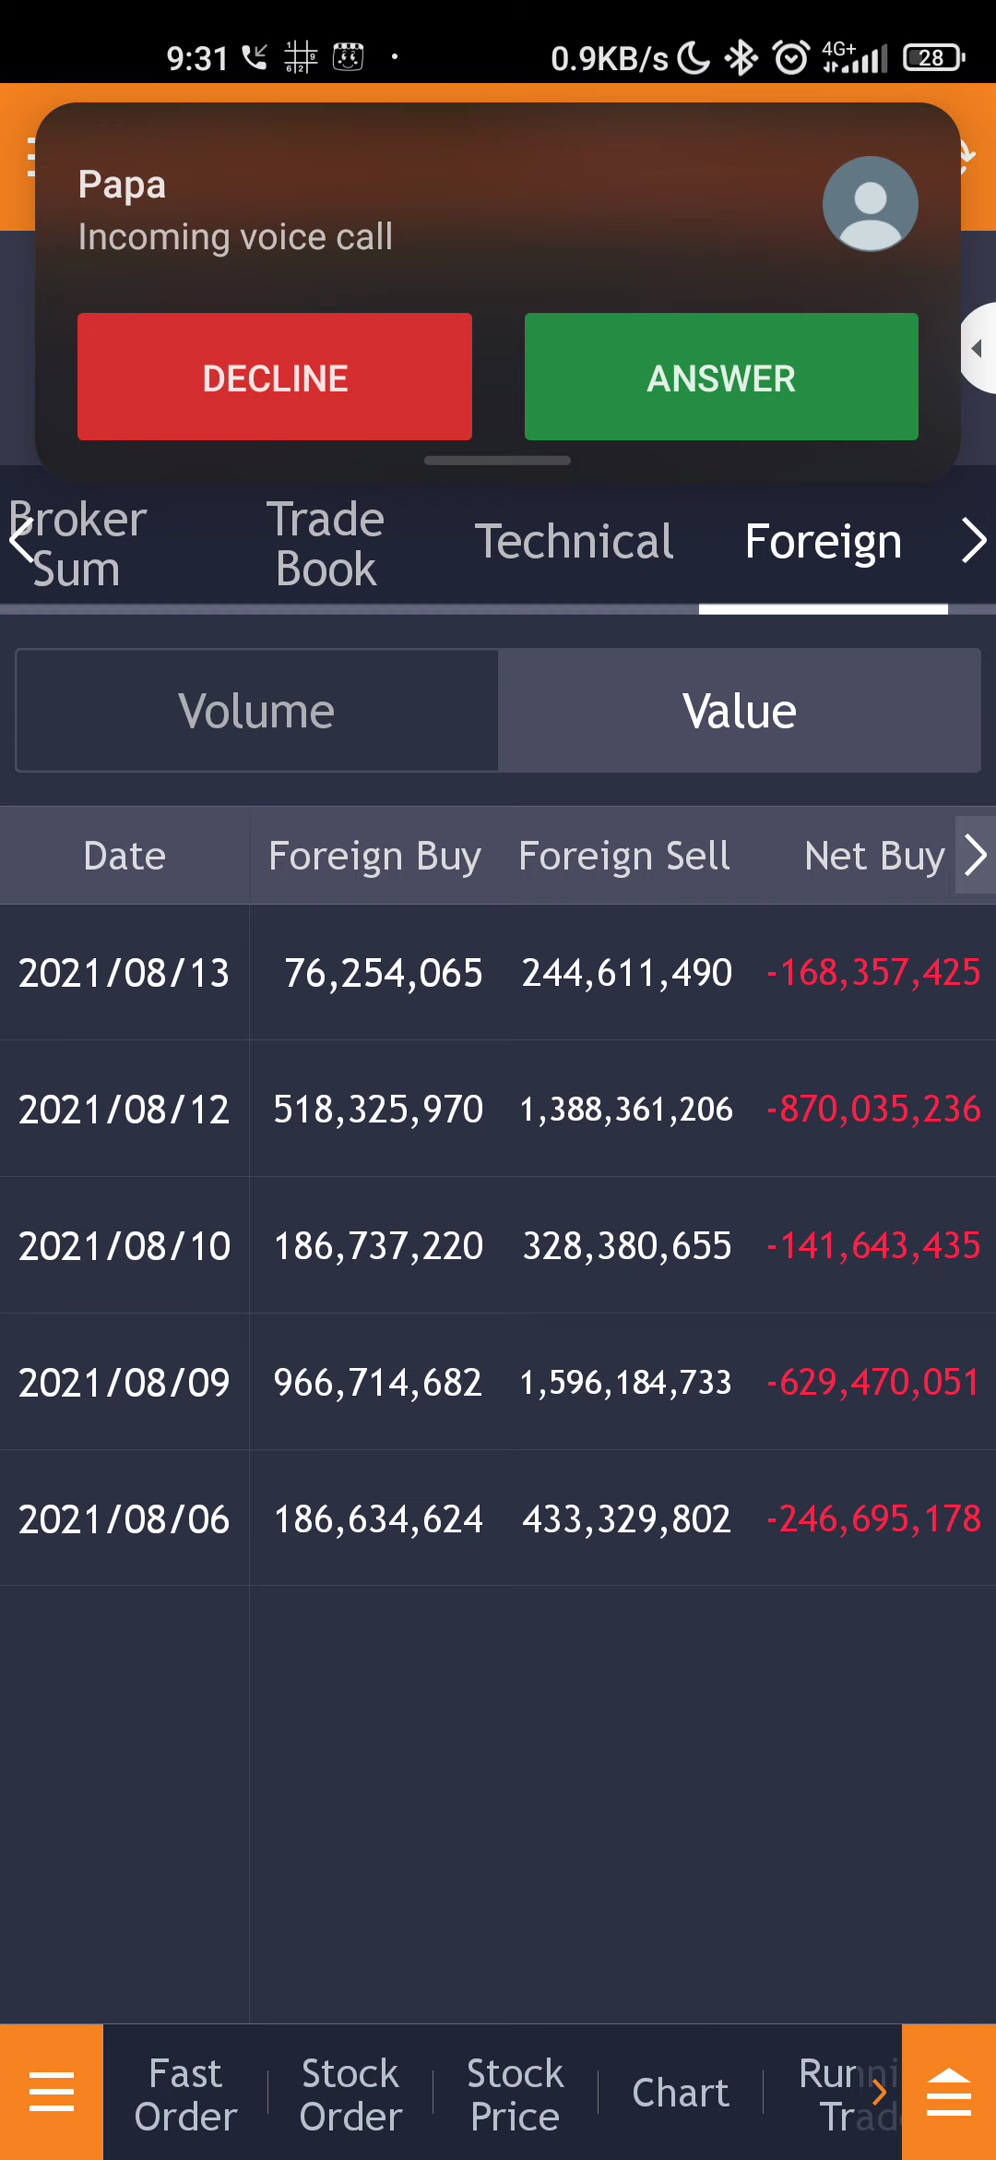 9:31 0.9KB/s 4G+ 28
Papa
Incoming voice call
DECLINE ANSWER
Broker Sum Trade Book Technical Foreign
Volume Value
Date Foreign Buy Foreign Sell Net Buy
2021/08/13 76,254,065 244,611,490 -168,357,425
2021/08/12 518,325,970 1,388,361,206 -870,035,236
2021/08/10 186,737,220 328,380,655 -141,643,435
2021/08/09 966,714,682 1,596,184,733 -629,470,051
2021/08/06 186,634,624 433,329,802 -246,695,178
Fast Order Stock Order Stock Price Chart